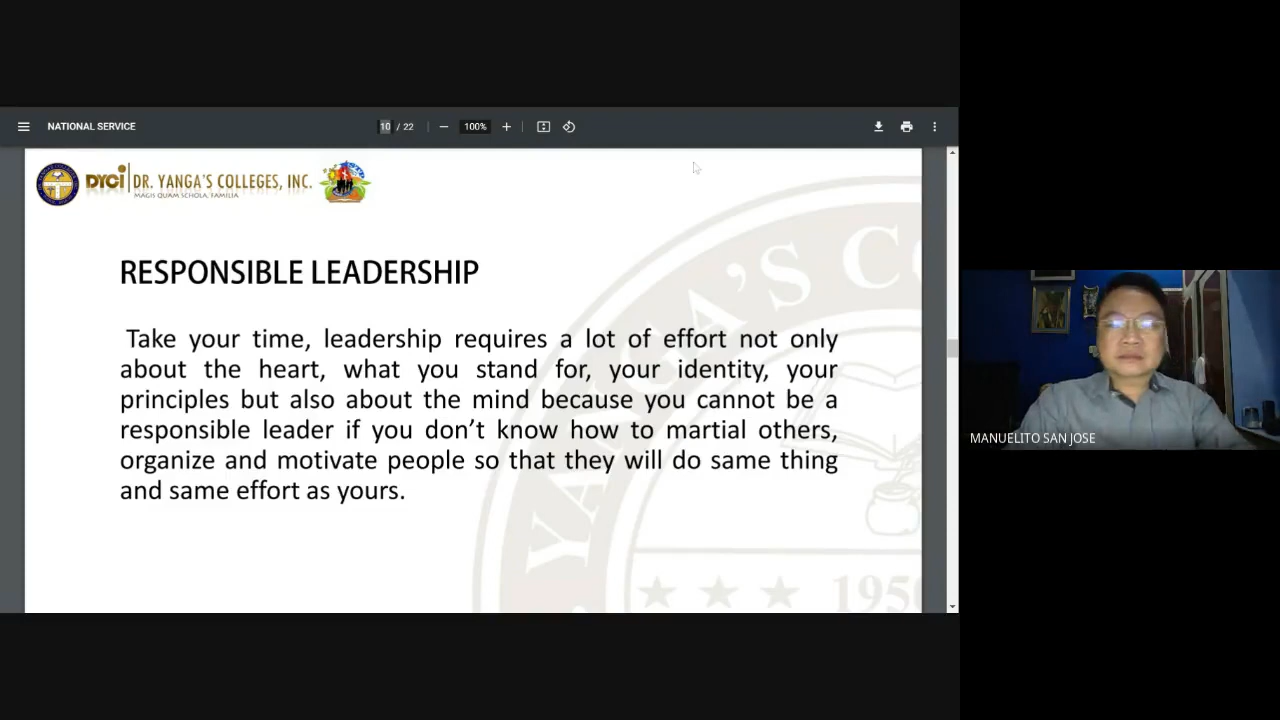 NATIONAL SERVICE
10 / 22
100%
DYCI DR. YANGA'S COLLEGES, INC.
MAGIS QUAM SCHOLA, FAMILIA
RESPONSIBLE LEADERSHIP
Take your time, leadership requires a lot of effort not only
about the heart, what you stand for, your identity, your
principles but also about the mind because you cannot be a
responsible leader if you don't know how to martial others,
organize and motivate people so that they will do same thing
and same effort as yours.
YANGA'S CO
1950
MANUELITO SAN JOSE